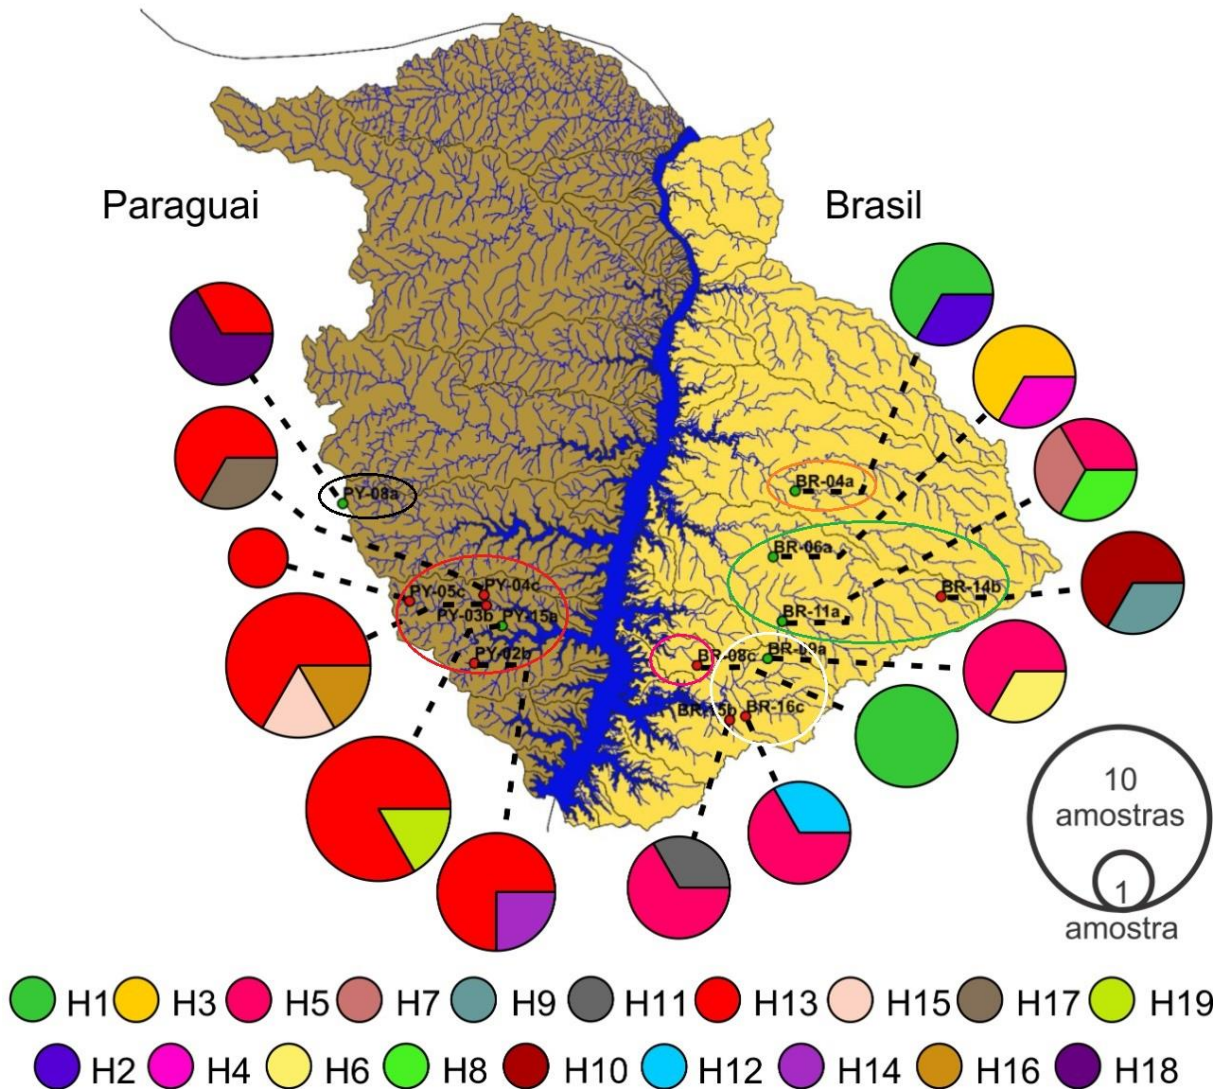 Paraguai
Brasil
PY-08a
BR-04a
BR-06a
PY-04c
PY-05c
BR-14b
PY-03b
PY-15a
BR-11a
PY-02b
BR-08c
BR-09a
BR-15b
BR-16c
10
amostras
1
amostra
H1 H3 H5 H7 H9 H11 H13 H15 H17 H19
H2 H4 H6 H8 H10 H12 H14 H16 H18